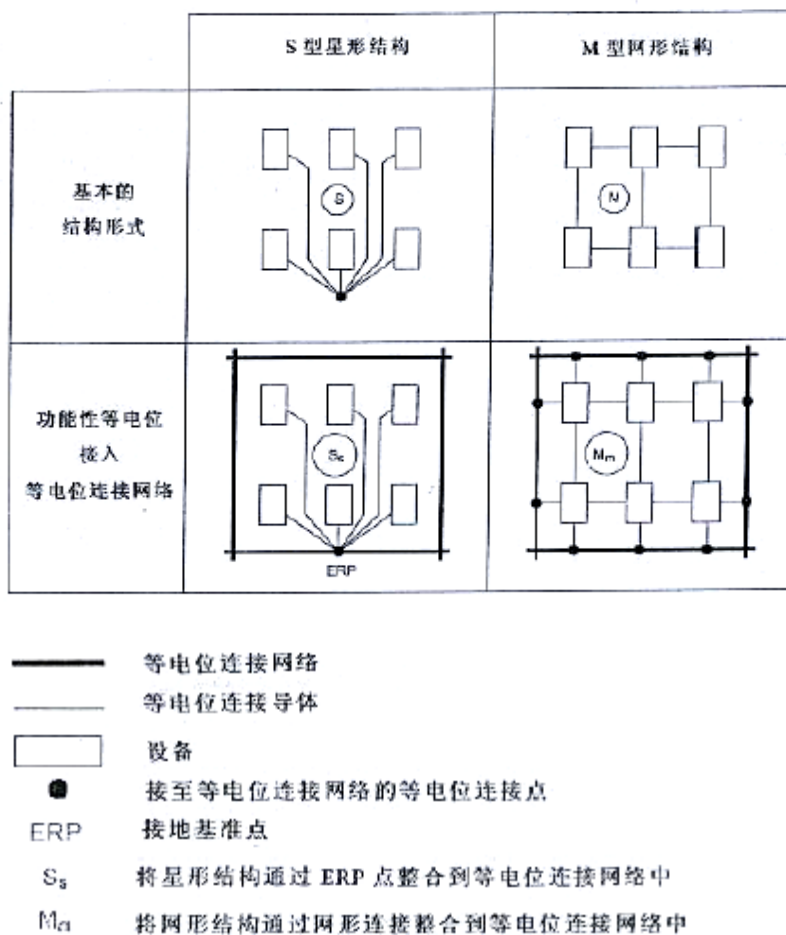 S 型星形结构
M 型网形结构
基本的
结构形式
S
M
功能性等电位
接入
等电位连接网络
Ss
ERP
Mm
等电位连接网络
等电位连接导体
设备
接至等电位连接网络的等电位连接点
ERP 接地基准点
Ss 将星形结构通过 ERP 点整合到等电位连接网络中
Mm 将网形结构通过网形连接整合到等电位连接网络中